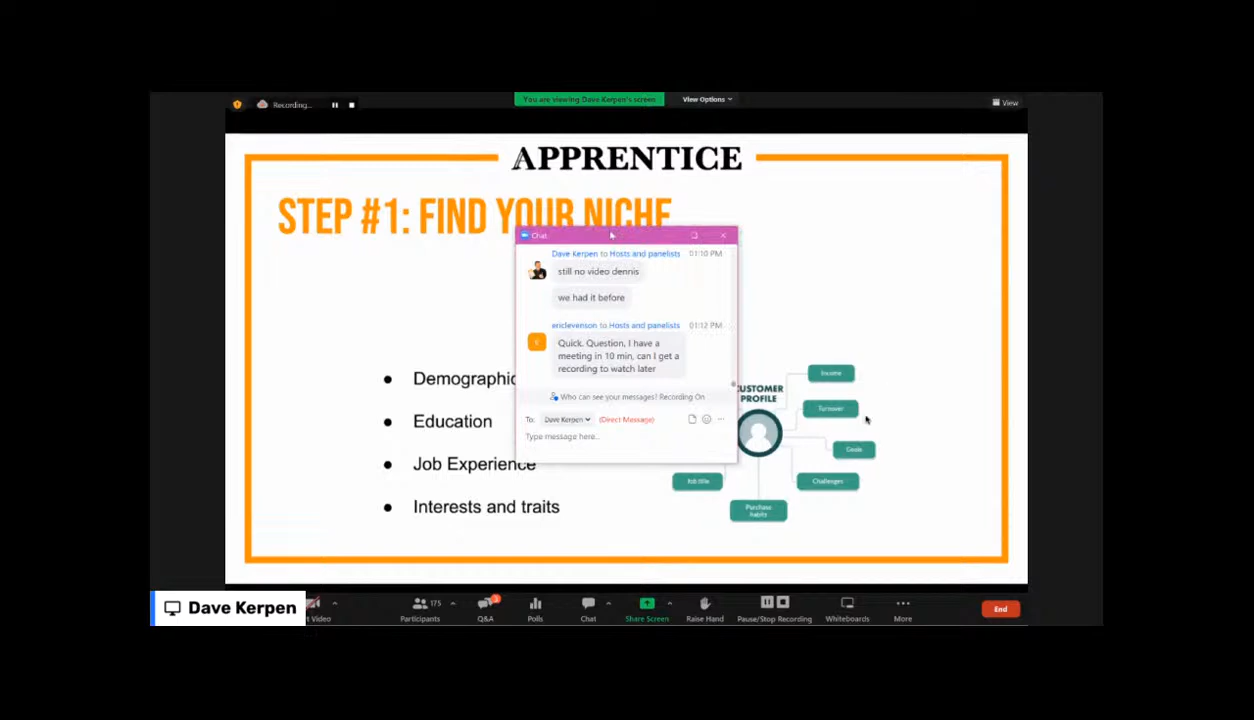 Recording...
You are viewing Dave Kerpen's screen
View Options
View
APPRENTICE
STEP #1: FIND YOUR NICHE
Chat
Dave Kerpen to Hosts and panelists 01:10 PM
still no video dennis
we had it before
ericlevenson to Hosts and panelists 01:12 PM
E
Quick. Question, I have a
meeting in 10 min, can I get a
recording to watch later
Who can see your messages? Recording On
To: Dave Kerpen (Direct Message)
Type message here...
Demographic
Education
Job Experience
Interests and traits
CUSTOMER
PROFILE
Income
Turnover
Goals
Challenges
Purchase
habits
Job title
Dave Kerpen
t Video
175
Participants
3
Q&A
Polls
Chat
Share Screen
Raise Hand
Pause/Stop Recording
Whiteboards
More
End